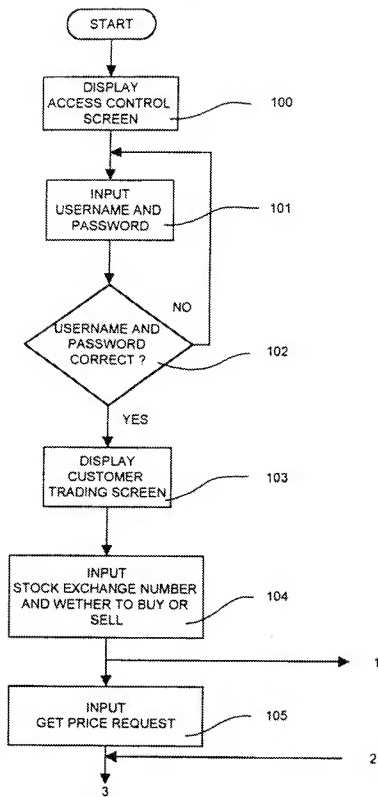 START
DISPLAY
ACCESS CONTROL
SCREEN
100
INPUT
USERNAME AND
PASSWORD
101
NO
USERNAME AND
PASSWORD
CORRECT ?
102
YES
DISPLAY
CUSTOMER
TRADING SCREEN
103
INPUT
STOCK EXCHANGE NUMBER
AND WETHER TO BUY OR
SELL
104
1
INPUT
GET PRICE REQUEST
105
2
3